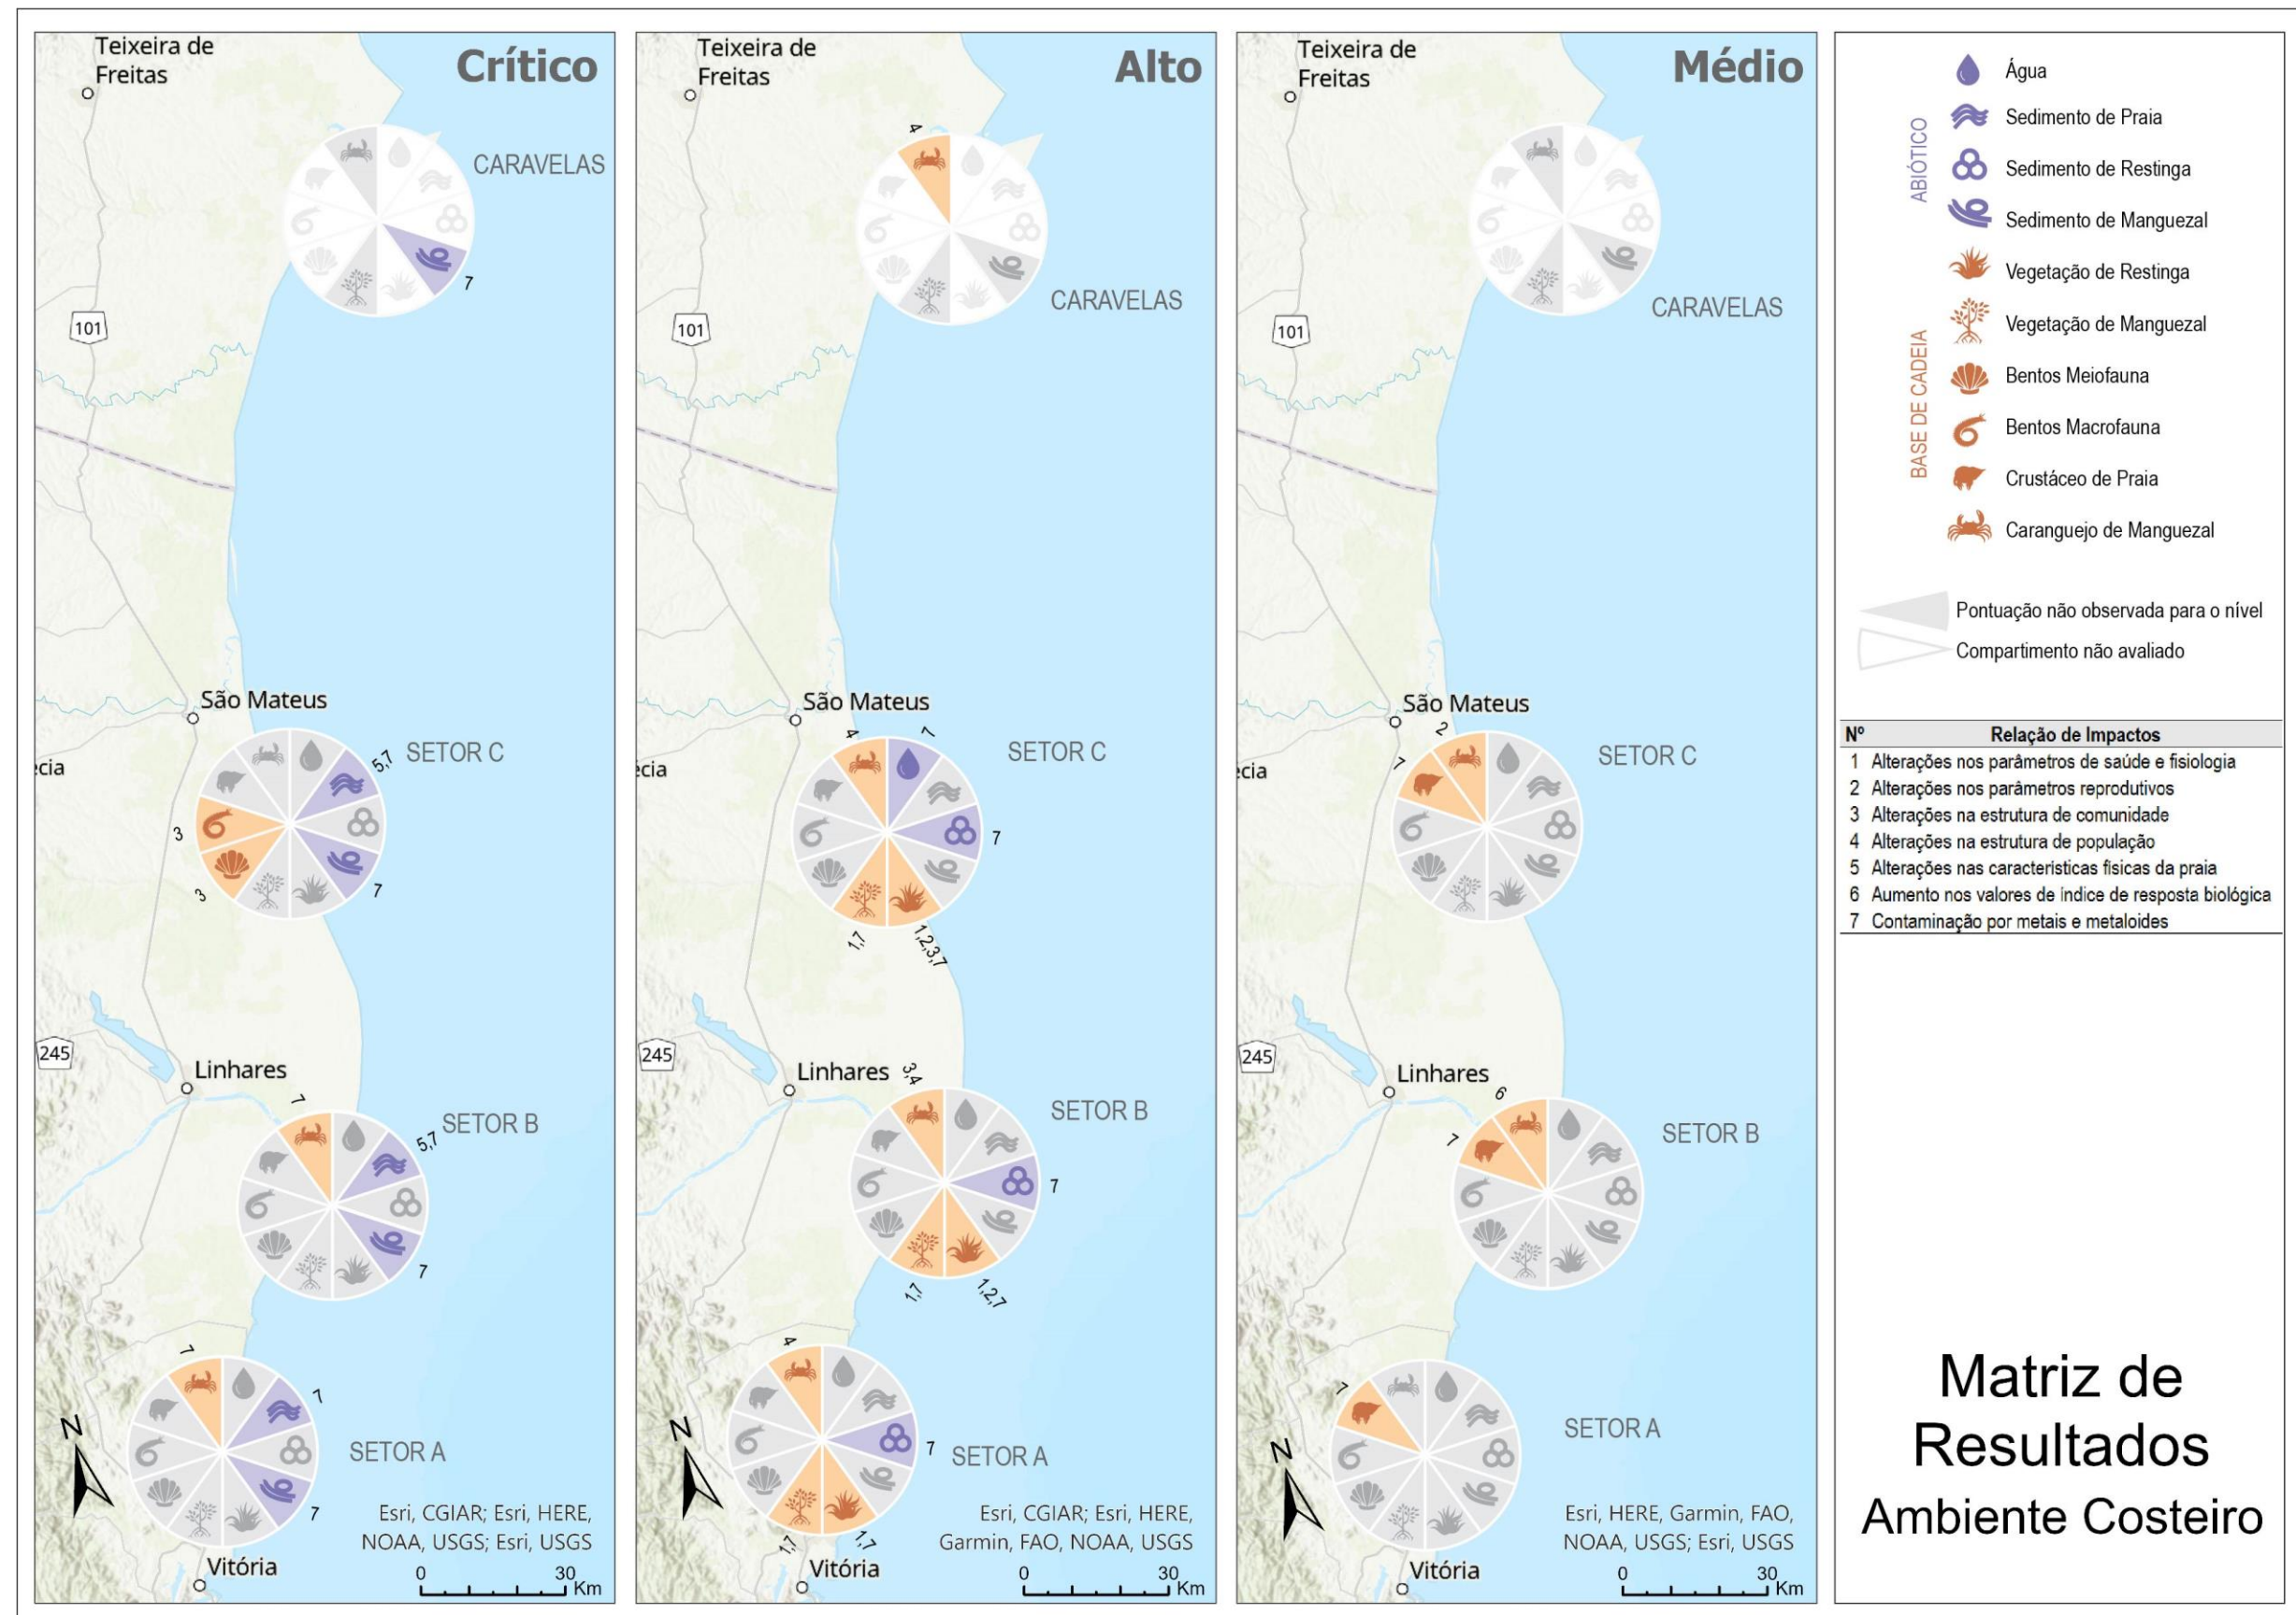 Teixeira de
Freitas
Crítico
CARAVELAS
7
101
São Mateus
SETOR C
ecia
5,7
3
7
3
245
Linhares
7
SETOR B
5,7
7
7
7
SETOR A
7
N
Esri, CGIAR; Esri, HERE,
NOAA, USGS; Esri, USGS
Vitória
0 30
Km
Teixeira de
Freitas
Alto
4
CARAVELAS
101
São Mateus
4
7
SETOR C
ecia
7
1,7
1,2,3,7
245
Linhares
3,4
SETOR B
7
1,7
1,2,7
4
7
SETOR A
N
1,7
1,7
Esri, CGIAR; Esri, HERE,
Garmin, FAO, NOAA, USGS
Vitória
0 30
Km
Teixeira de
Freitas
Médio
CARAVELAS
101
São Mateus
2
7
SETOR C
ecia
245
Linhares
6
7
SETOR B
7
SETOR A
N
Esri, HERE, Garmin, FAO,
NOAA, USGS; Esri, USGS
Vitória
0 30
Km
ABIÓTICO
Água
Sedimento de Praia
Sedimento de Restinga
Sedimento de Manguezal
BASE DE CADEIA
Vegetação de Restinga
Vegetação de Manguezal
Bentos Meiofauna
Bentos Macrofauna
Crustáceo de Praia
Caranguejo de Manguezal
Pontuação não observada para o nível
Compartimento não avaliado
Nº Relação de Impactos
1 Alterações nos parâmetros de saúde e fisiologia
2 Alterações nos parâmetros reprodutivos
3 Alterações na estrutura de comunidade
4 Alterações na estrutura de população
5 Alterações nas características físicas da praia
6 Aumento nos valores de índice de resposta biológica
7 Contaminação por metais e metaloides
Matriz de
Resultados
Ambiente Costeiro